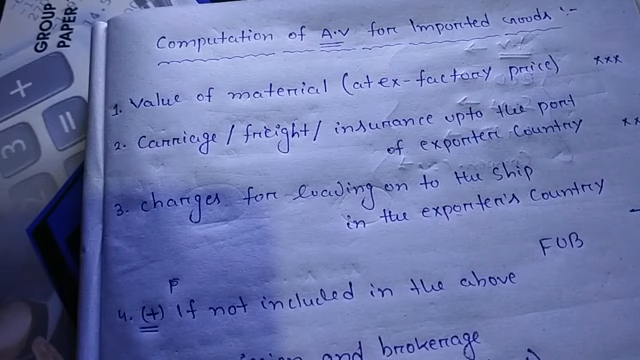 GROUP
PAPER
Computation of A.V for Imported Goods :-
1. Value of material (at ex-factory price) xxx
2. Carriage / freight / insurance upto the port xx
of exporter Country
3. Charges for loading on to the ship
in the exporter's Country
FOB
4. (+) If not included in the above
and brokerage
+
=
3